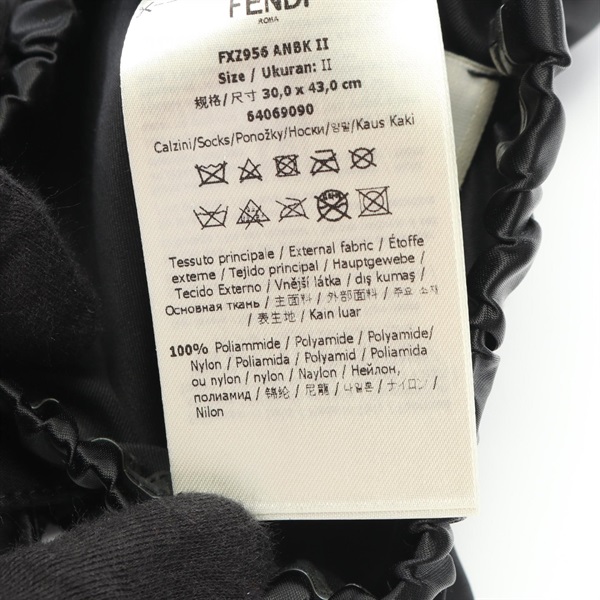 FENDI
ROMA
FXZ956 ANBK II
Size / Ukuran: II
规格/尺寸 30,0 x 43,0 cm
64069090
Calzini/Socks/Ponožky/Носки/양말/Kaus Kaki
Tessuto principale / External fabric / Étoffe
externe / Tejido principal / Hauptgewebe /
Tecido Externo / Vnější látka / dış kumaş /
Основная ткань / 主面料 / 外部面料 / 주요 소재
/ 表生地 / Kain luar
100% Poliammide / Polyamide / Polyamide/
Nylon / Poliamida / Polyamid / Poliamida
ou nylon / nylon / Naylon / Нейлон,
полиамид / 锦纶 / 尼龍 / 나일론 / ナイロン /
Nilon